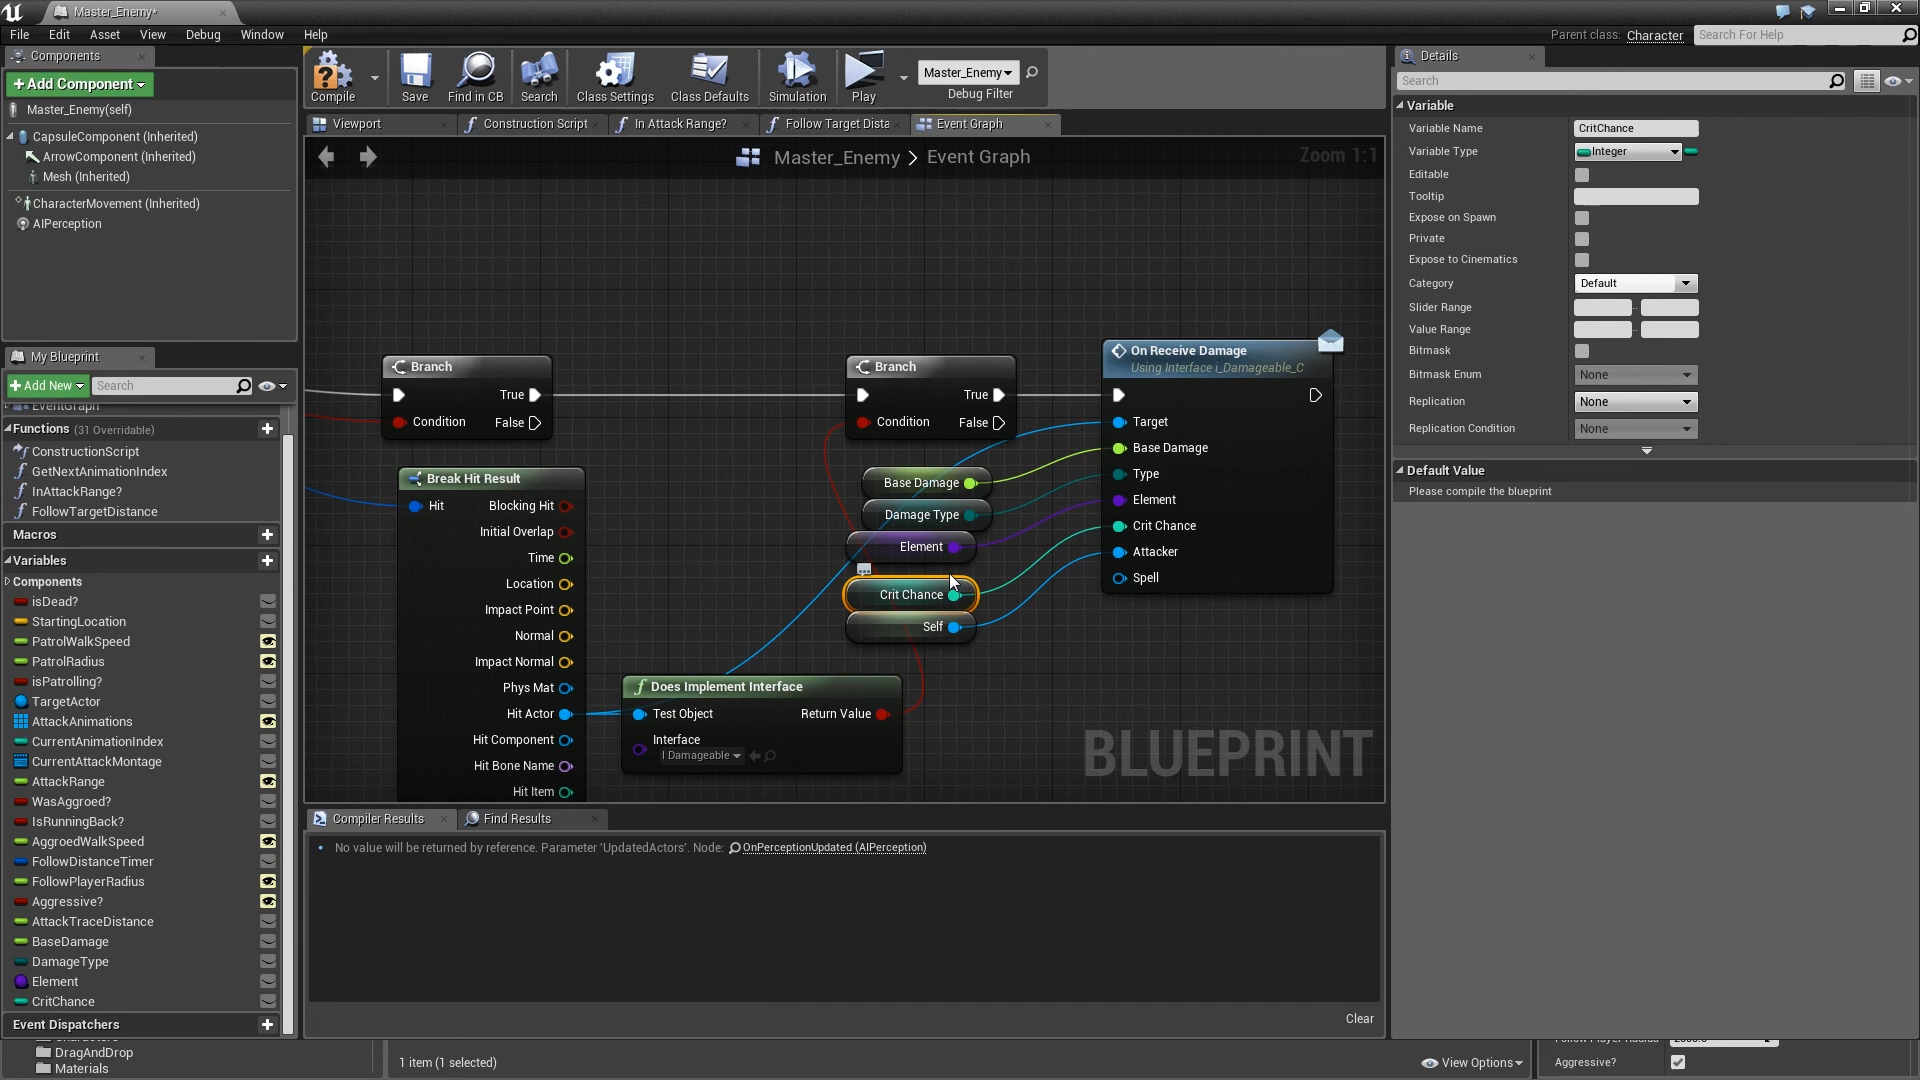 Master_Enemy*
File Edit Asset View Debug Window Help
Parent class: Character
Search For Help
Components
+Add Component
Master_Enemy(self)
CapsuleComponent (Inherited)
ArrowComponent (Inherited)
Mesh (Inherited)
CharacterMovement (Inherited)
AIPerception
Compile
Save
Find in CB
Search
Class Settings
Class Defaults
Simulation
Play
Master_Enemy
Debug Filter
Viewport
Construction Script
In Attack Range?
Follow Target Dista
Event Graph
Master_Enemy > Event Graph
Zoom 1:1
My Blueprint
+Add New
Search
EventGraph
Functions (31 Overridable)
ConstructionScript
GetNextAnimationIndex
InAttackRange?
FollowTargetDistance
Macros
Variables
Components
isDead?
StartingLocation
PatrolWalkSpeed
PatrolRadius
isPatrolling?
TargetActor
AttackAnimations
CurrentAnimationIndex
CurrentAttackMontage
AttackRange
WasAggroed?
IsRunningBack?
AggroedWalkSpeed
FollowDistanceTimer
FollowPlayerRadius
Aggressive?
AttackTraceDistance
BaseDamage
DamageType
Element
CritChance
Event Dispatchers
DragAndDrop
Materials
Branch
True
Condition
False
Break Hit Result
Hit
Blocking Hit
Initial Overlap
Time
Location
Impact Point
Normal
Impact Normal
Phys Mat
Hit Actor
Hit Component
Hit Bone Name
Hit Item
Branch
True
Condition
False
Base Damage
Damage Type
Element
Crit Chance
Self
Does Implement Interface
Test Object
Return Value
Interface
I Damageable
On Receive Damage
Using Interface i_Damageable_C
Target
Base Damage
Type
Element
Crit Chance
Attacker
Spell
BLUEPRINT
Compiler Results
Find Results
No value will be returned by reference. Parameter 'UpdatedActors'. Node: OnPerceptionUpdated (AIPerception)
Clear
1 item (1 selected)
View Options
Details
Search
Variable
Variable Name
CritChance
Variable Type
Integer
Editable
Tooltip
Expose on Spawn
Private
Expose to Cinematics
Category
Default
Slider Range
Value Range
Bitmask
Bitmask Enum
None
Replication
None
Replication Condition
None
Default Value
Please compile the blueprint
Aggressive?